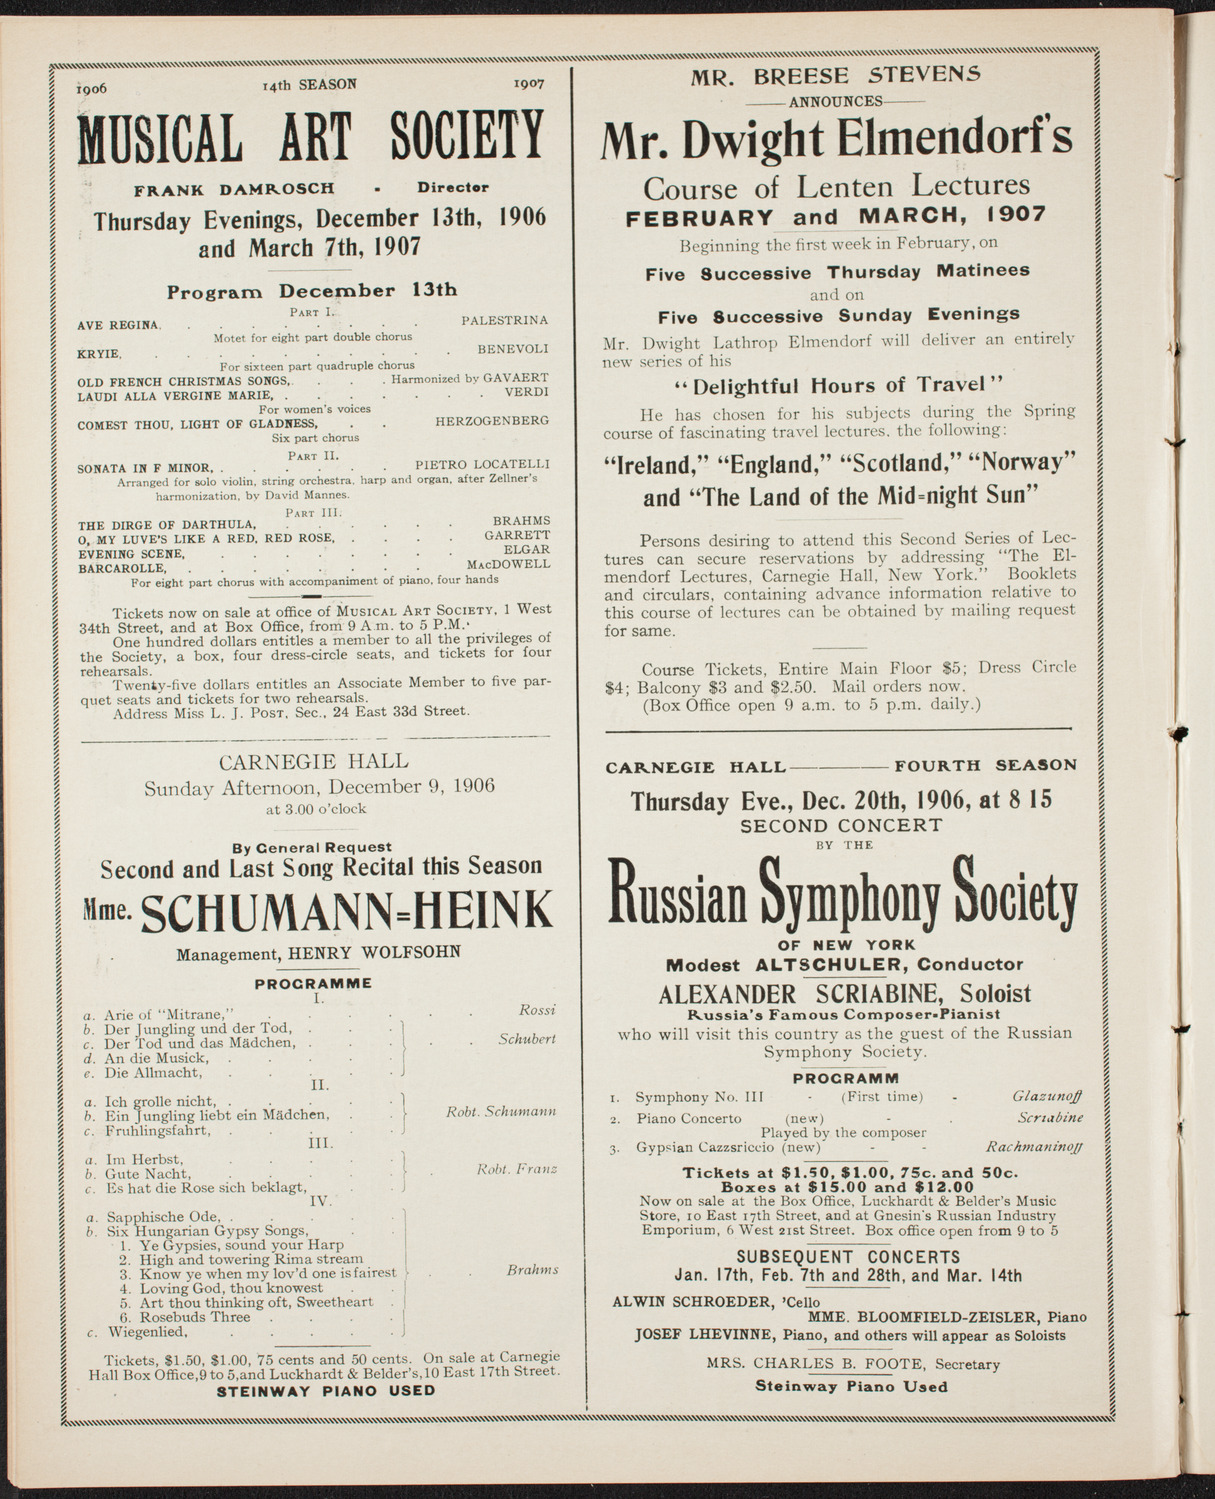 1906 14th SEASON 1907
MUSICAL ART SOCIETY
FRANK DAMROSCH - Director
Thursday Evenings, December 13th, 1906
and March 7th, 1907
Program December 13th
PART I.
AVE REGINA, . . . . . . . . PALESTRINA
Motet for eight part double chorus
KRYIE, . . . . . . . . . . BENEVOLI
For sixteen part quadruple chorus
OLD FRENCH CHRISTMAS SONGS, . . . . Harmonized by GAVAERT
LAUDI ALLA VERGINE MARIE, . . . . . . . VERDI
For women's voices
COMEST THOU, LIGHT OF GLADNESS, . . HERZOGENBERG
Six part chorus
PART II.
SONATA IN F MINOR, . . . . . . PIETRO LOCATELLI
Arranged for solo violin, string orchestra, harp and organ, after Zellner's
harmonization, by David Mannes.
PART III.
THE DIRGE OF DARTHULA, . . . . . . BRAHMS
O, MY LUVE'S LIKE A RED, RED ROSE, . . . . GARRETT
EVENING SCENE, . . . . . . . . ELGAR
BARCAROLLE, . . . . . . . . . MACDOWELL
For eight part chorus with accompaniment of piano, four hands
Tickets now on sale at office of MUSICAL ART SOCIETY, 1 West
34th Street, and at Box Office, from 9 A.m. to 5 P.M.
One hundred dollars entitles a member to all the privileges of
the Society, a box, four dress-circle seats, and tickets for four
rehearsals.
Twenty-five dollars entitles an Associate Member to five par-
quet seats and tickets for two rehearsals.
Address Miss L. J. POST, Sec., 24 East 33d Street.
CARNEGIE HALL
Sunday Afternoon, December 9, 1906
at 3.00 o'clock
By General Request
Second and Last Song Recital this Season
Mme. SCHUMANN=HEINK
Management, HENRY WOLFSOHN
PROGRAMME
I.
a. Arie of "Mitrane," . . . . . . Rossi
b. Der Jungling und der Tod, . . .
c. Der Tod und das Mädchen, . . . . . Schubert
d. An die Musick, . . . . .
e. Die Allmacht, . . . . .
II.
a. Ich grolle nicht, . . . . .
b. Ein Jungling liebt ein Mädchen, . . Robt. Schumann
c. Fruhlingsfahrt, . . . . .
III.
a. Im Herbst, . . . . .
b. Gute Nacht, . . . . . . Robt. Franz
c. Es hat die Rose sich beklagt, . .
IV.
a. Sapphische Ode, . . . . .
b. Six Hungarian Gypsy Songs, . .
1. Ye Gypsies, sound your Harp
2. High and towering Rima stream
3. Know ye when my lov'd one is fairest . . Brahms
4. Loving God, thou knowest . .
5. Art thou thinking oft, Sweetheart .
6. Rosebuds Three . . . .
c. Wiegenlied, . . . . .
Tickets, $1.50, $1.00, 75 cents and 50 cents. On sale at Carnegie
Hall Box Office, 9 to 5, and Luckhardt & Belder's, 10 East 17th Street.
STEINWAY PIANO USED
MR. BREESE STEVENS
ANNOUNCES
Mr. Dwight Elmendorf's
Course of Lenten Lectures
FEBRUARY and MARCH, 1907
Beginning the first week in February, on
Five Successive Thursday Matinees
and on
Five Successive Sunday Evenings
Mr. Dwight Lathrop Elmendorf will deliver an entirely
new series of his
"Delightful Hours of Travel"
He has chosen for his subjects during the Spring
course of fascinating travel lectures, the following:
"Ireland," "England," "Scotland," "Norway"
and "The Land of the Mid=night Sun"
Persons desiring to attend this Second Series of Lec-
tures can secure reservations by addressing "The El-
mendorf Lectures, Carnegie Hall, New York." Booklets
and circulars, containing advance information relative to
this course of lectures can be obtained by mailing request
for same.
Course Tickets, Entire Main Floor $5; Dress Circle
$4; Balcony $3 and $2.50. Mail orders now.
(Box Office open 9 a.m. to 5 p.m. daily.)
CARNEGIE HALL———FOURTH SEASON
Thursday Eve., Dec. 20th, 1906, at 8 15
SECOND CONCERT
BY THE
Russian Symphony Society
OF NEW YORK
Modest ALTSCHULER, Conductor
ALEXANDER SCRIABINE, Soloist
Russia's Famous Composer=Pianist
who will visit this country as the guest of the Russian
Symphony Society.
PROGRAMM
1. Symphony No. III - (First time) - Glazunoff
2. Piano Concerto (new) - . Scriabine
Played by the composer
3. Gypsian Cazzsriccio (new) - - Rachmaninoff
Tickets at $1.50, $1.00, 75c. and 50c.
Boxes at $15.00 and $12.00
Now on sale at the Box Office, Luckhardt & Belder's Music
Store, 10 East 17th Street, and at Gnesin's Russian Industry
Emporium, 6 West 21st Street. Box office open from 9 to 5
SUBSEQUENT CONCERTS
Jan. 17th, Feb. 7th and 28th, and Mar. 14th
ALWIN SCHROEDER, 'Cello
MME. BLOOMFIELD-ZEISLER, Piano
JOSEF LHEVINNE, Piano, and others will appear as Soloists
MRS. CHARLES B. FOOTE, Secretary
Steinway Piano Used